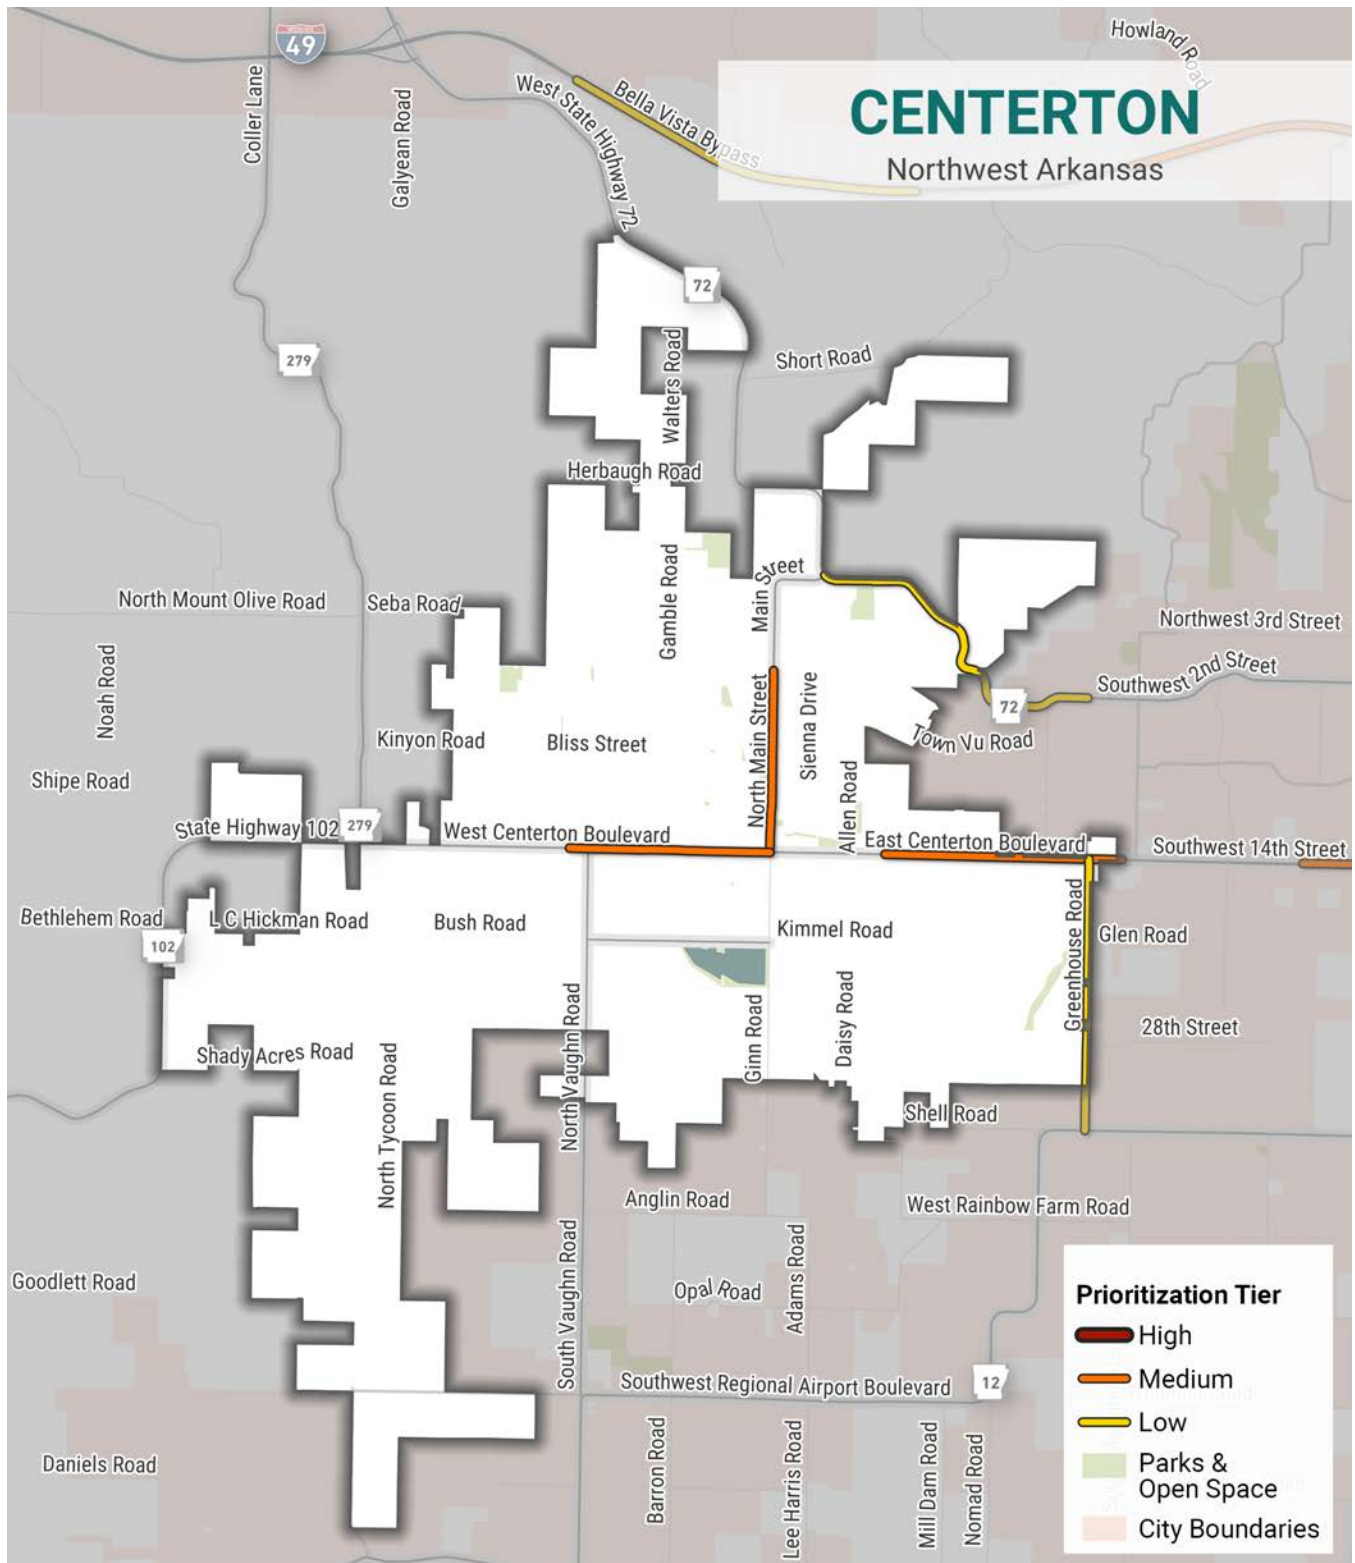 Howland Road
49
CENTERTON
Northwest Arkansas
Coller Lane
Galyean Road
West State Highway 72
Bella Vista Bypass
72
279
Short Road
Walters Road
Herbaugh Road
Main Street
North Mount Olive Road
Seba Road
Gamble Road
Northwest 3rd Street
Southwest 2nd Street
Noah Road
72
Town Vu Road
Kinyon Road
Bliss Street
North Main Street
Sienna Drive
Shipe Road
Allen Road
State Highway 102
279
West Centerton Boulevard
East Centerton Boulevard
Southwest 14th Street
Bethlehem Road
L C Hickman Road
Bush Road
Kimmel Road
Greenhouse Road
Glen Road
102
North Vaughn Road
Ginn Road
Daisy Road
28th Street
Shady Acres Road
North Tycoon Road
Shell Road
Anglin Road
West Rainbow Farm Road
South Vaughn Road
Goodlett Road
Opal Road
Adams Road
Southwest Regional Airport Boulevard
12
Daniels Road
Barron Road
Lee Harris Road
Mill Dam Road
Nomad Road
Prioritization Tier
High
Medium
Low
Parks &
Open Space
City Boundaries